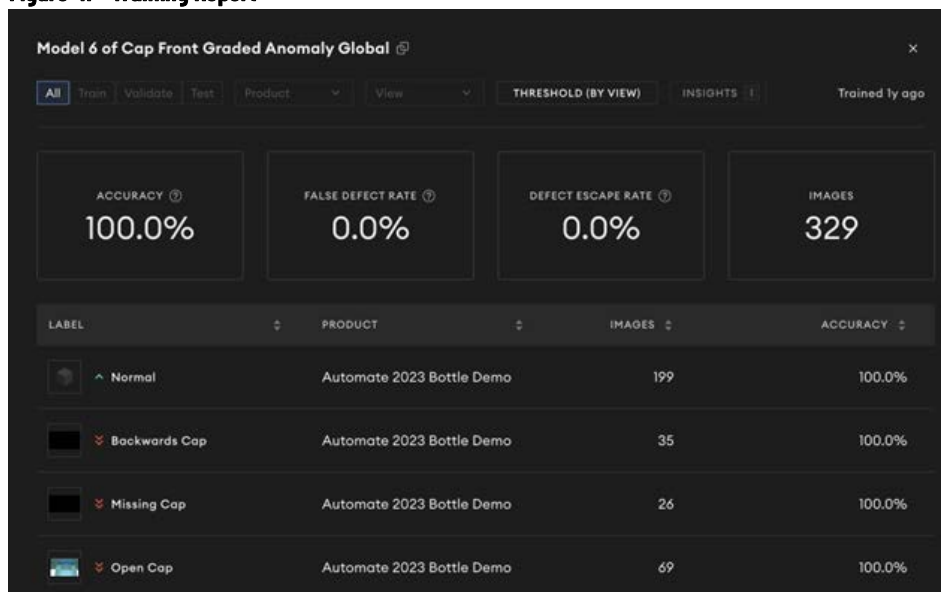 Figure 4. Training Report
Model 6 of Cap Front Graded Anomaly Global
All Train Validate Test Product View THRESHOLD (BY VIEW) INSIGHTS Trained 1y ago
ACCURACY FALSE DEFECT RATE DEFECT ESCAPE RATE IMAGES
100.0% 0.0% 0.0% 329
LABEL PRODUCT IMAGES ACCURACY
Normal Automate 2023 Bottle Demo 199 100.0%
Backwards Cap Automate 2023 Bottle Demo 35 100.0%
Missing Cap Automate 2023 Bottle Demo 26 100.0%
Open Cap Automate 2023 Bottle Demo 69 100.0%